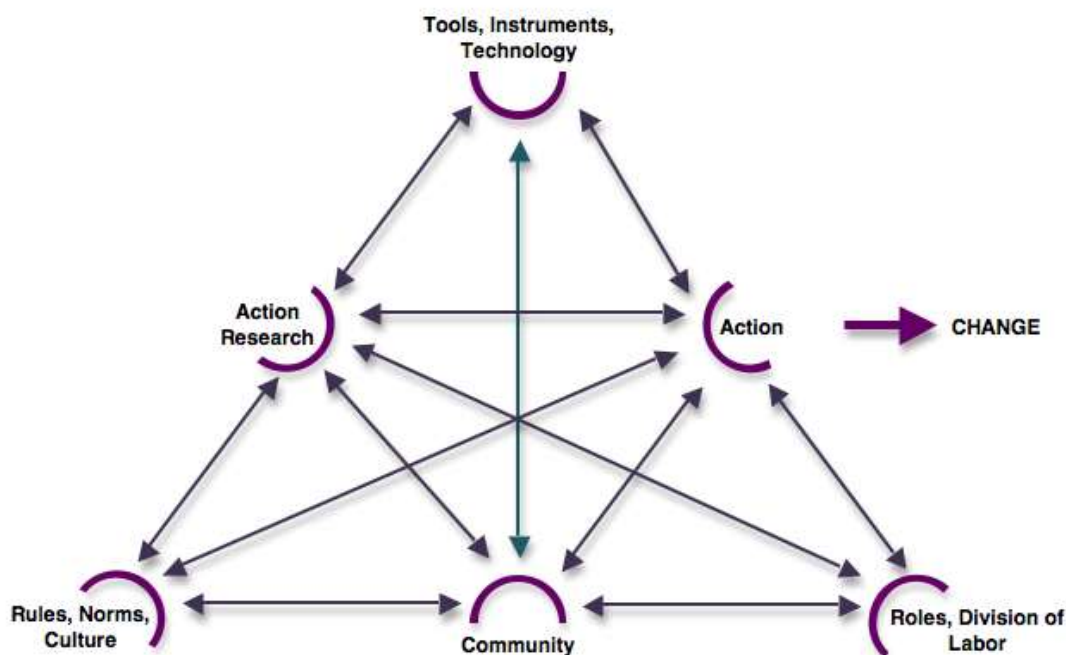 Tools, Instruments,
Technology
Action
Research
Action
CHANGE
Rules, Norms,
Culture
Community
Roles, Division of
Labor